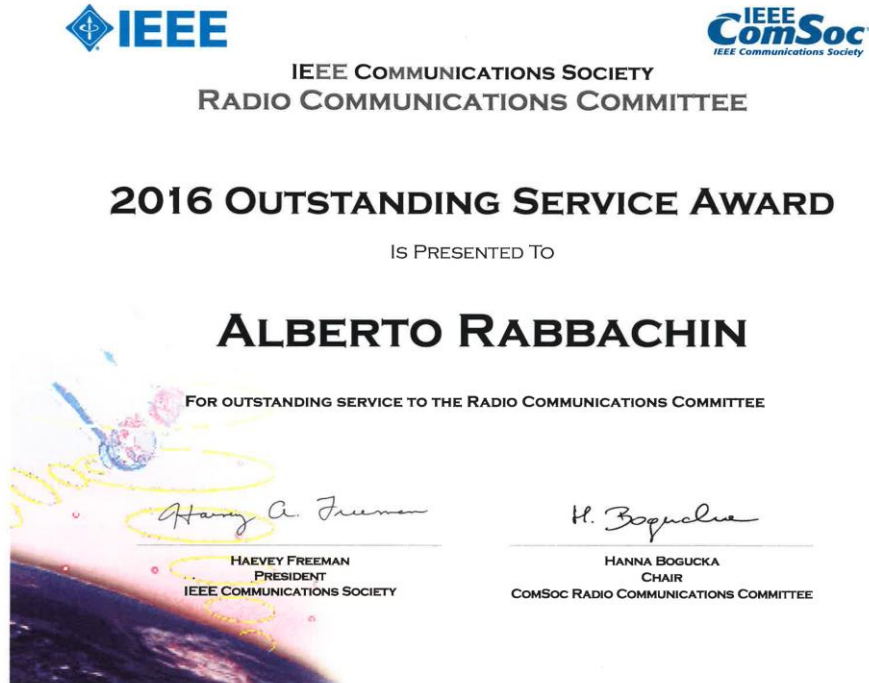 IEEE
IEEE
ComSoc
IEEE Communications Society
IEEE COMMUNICATIONS SOCIETY
RADIO COMMUNICATIONS COMMITTEE
2016 OUTSTANDING SERVICE AWARD
IS PRESENTED TO
ALBERTO RABBACHIN
FOR OUTSTANDING SERVICE TO THE RADIO COMMUNICATIONS COMMITTEE
Harvey A. Freeman
H. Bogucka
HAEVEY FREEMAN
PRESIDENT
IEEE COMMUNICATIONS SOCIETY
HANNA BOGUCKA
CHAIR
COMSOC RADIO COMMUNICATIONS COMMITTEE